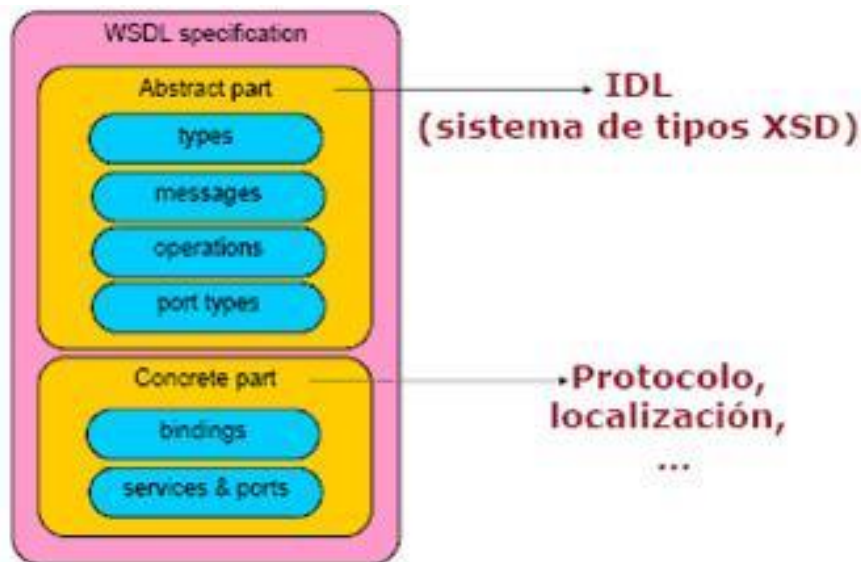 WSDL specification
Abstract part
IDL
(sistema de tipos XSD)
types
messages
operations
port types
Concrete part
Protocolo,
localización,
...
bindings
services & ports